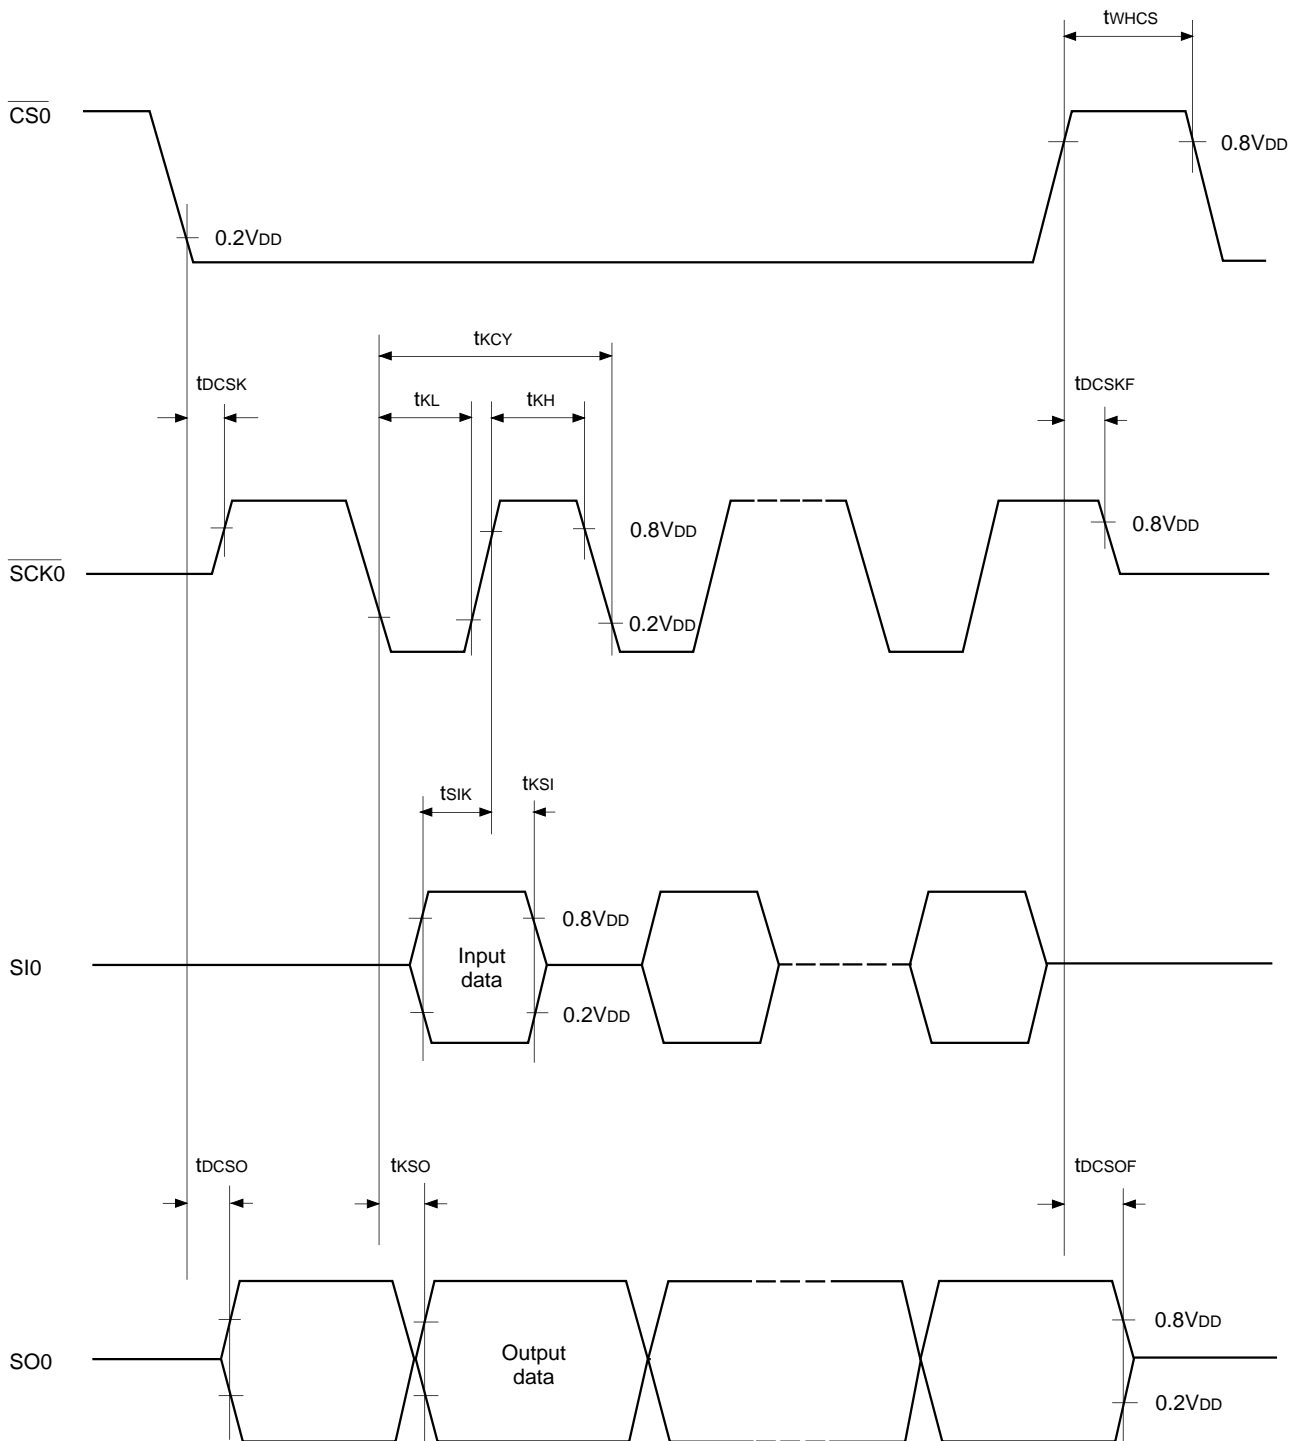 tWHCS
CS0
0.8VDD
0.2VDD
tKCY
tDCSK
tKL
tKH
tDCSKF
0.8VDD
0.8VDD
SCK0
0.2VDD
tSIK
tKSI
0.8VDD
SI0
Input
data
0.2VDD
tDCSO
tKSO
tDCSOF
0.8VDD
SO0
Output
data
0.2VDD